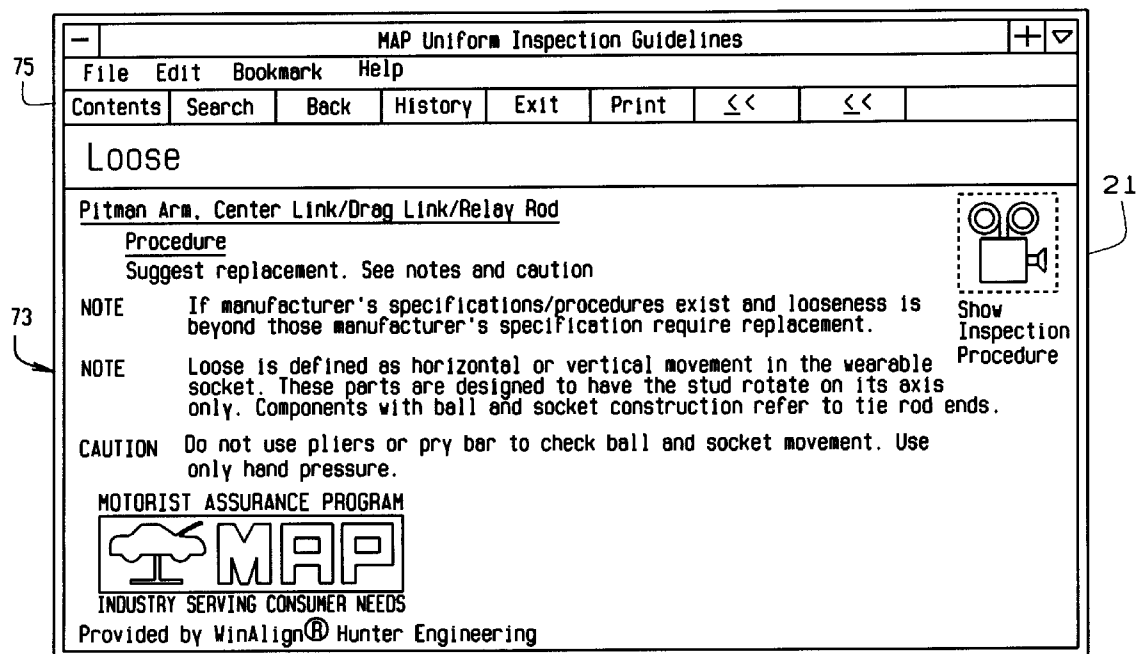 MAP Uniform Inspection Guidelines
75
File Edit Bookmark Help
Contents Search Back History Exit Print << <<
Loose
21
Pitman Arm, Center Link/Drag Link/Relay Rod
Procedure
Suggest replacement. See notes and caution
Show
Inspection
Procedure
73
NOTE If manufacturer's specifications/procedures exist and looseness is
beyond those manufacturer's specification require replacement.
NOTE Loose is defined as horizontal or vertical movement in the wearable
socket. These parts are designed to have the stud rotate on its axis
only. Components with ball and socket construction refer to tie rod ends.
CAUTION Do not use pliers or pry bar to check ball and socket movement. Use
only hand pressure.
MOTORIST ASSURANCE PROGRAM
MAP
INDUSTRY SERVING CONSUMER NEEDS
Provided by WinAlign® Hunter Engineering